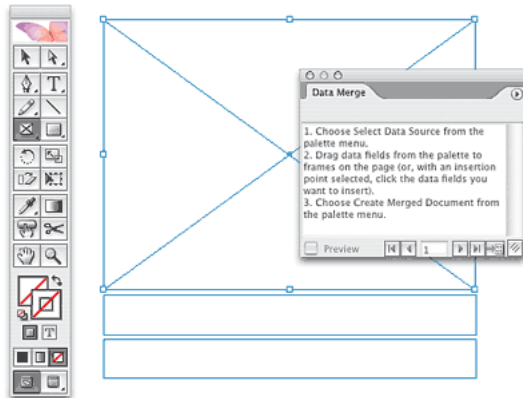 Data Merge
1. Choose Select Data Source from the
palette menu.
2. Drag data fields from the palette to
frames on the page (or, with an insertion
point selected, click the data fields you
want to insert).
3. Choose Create Merged Document from
the palette menu.
Preview
1
T
T